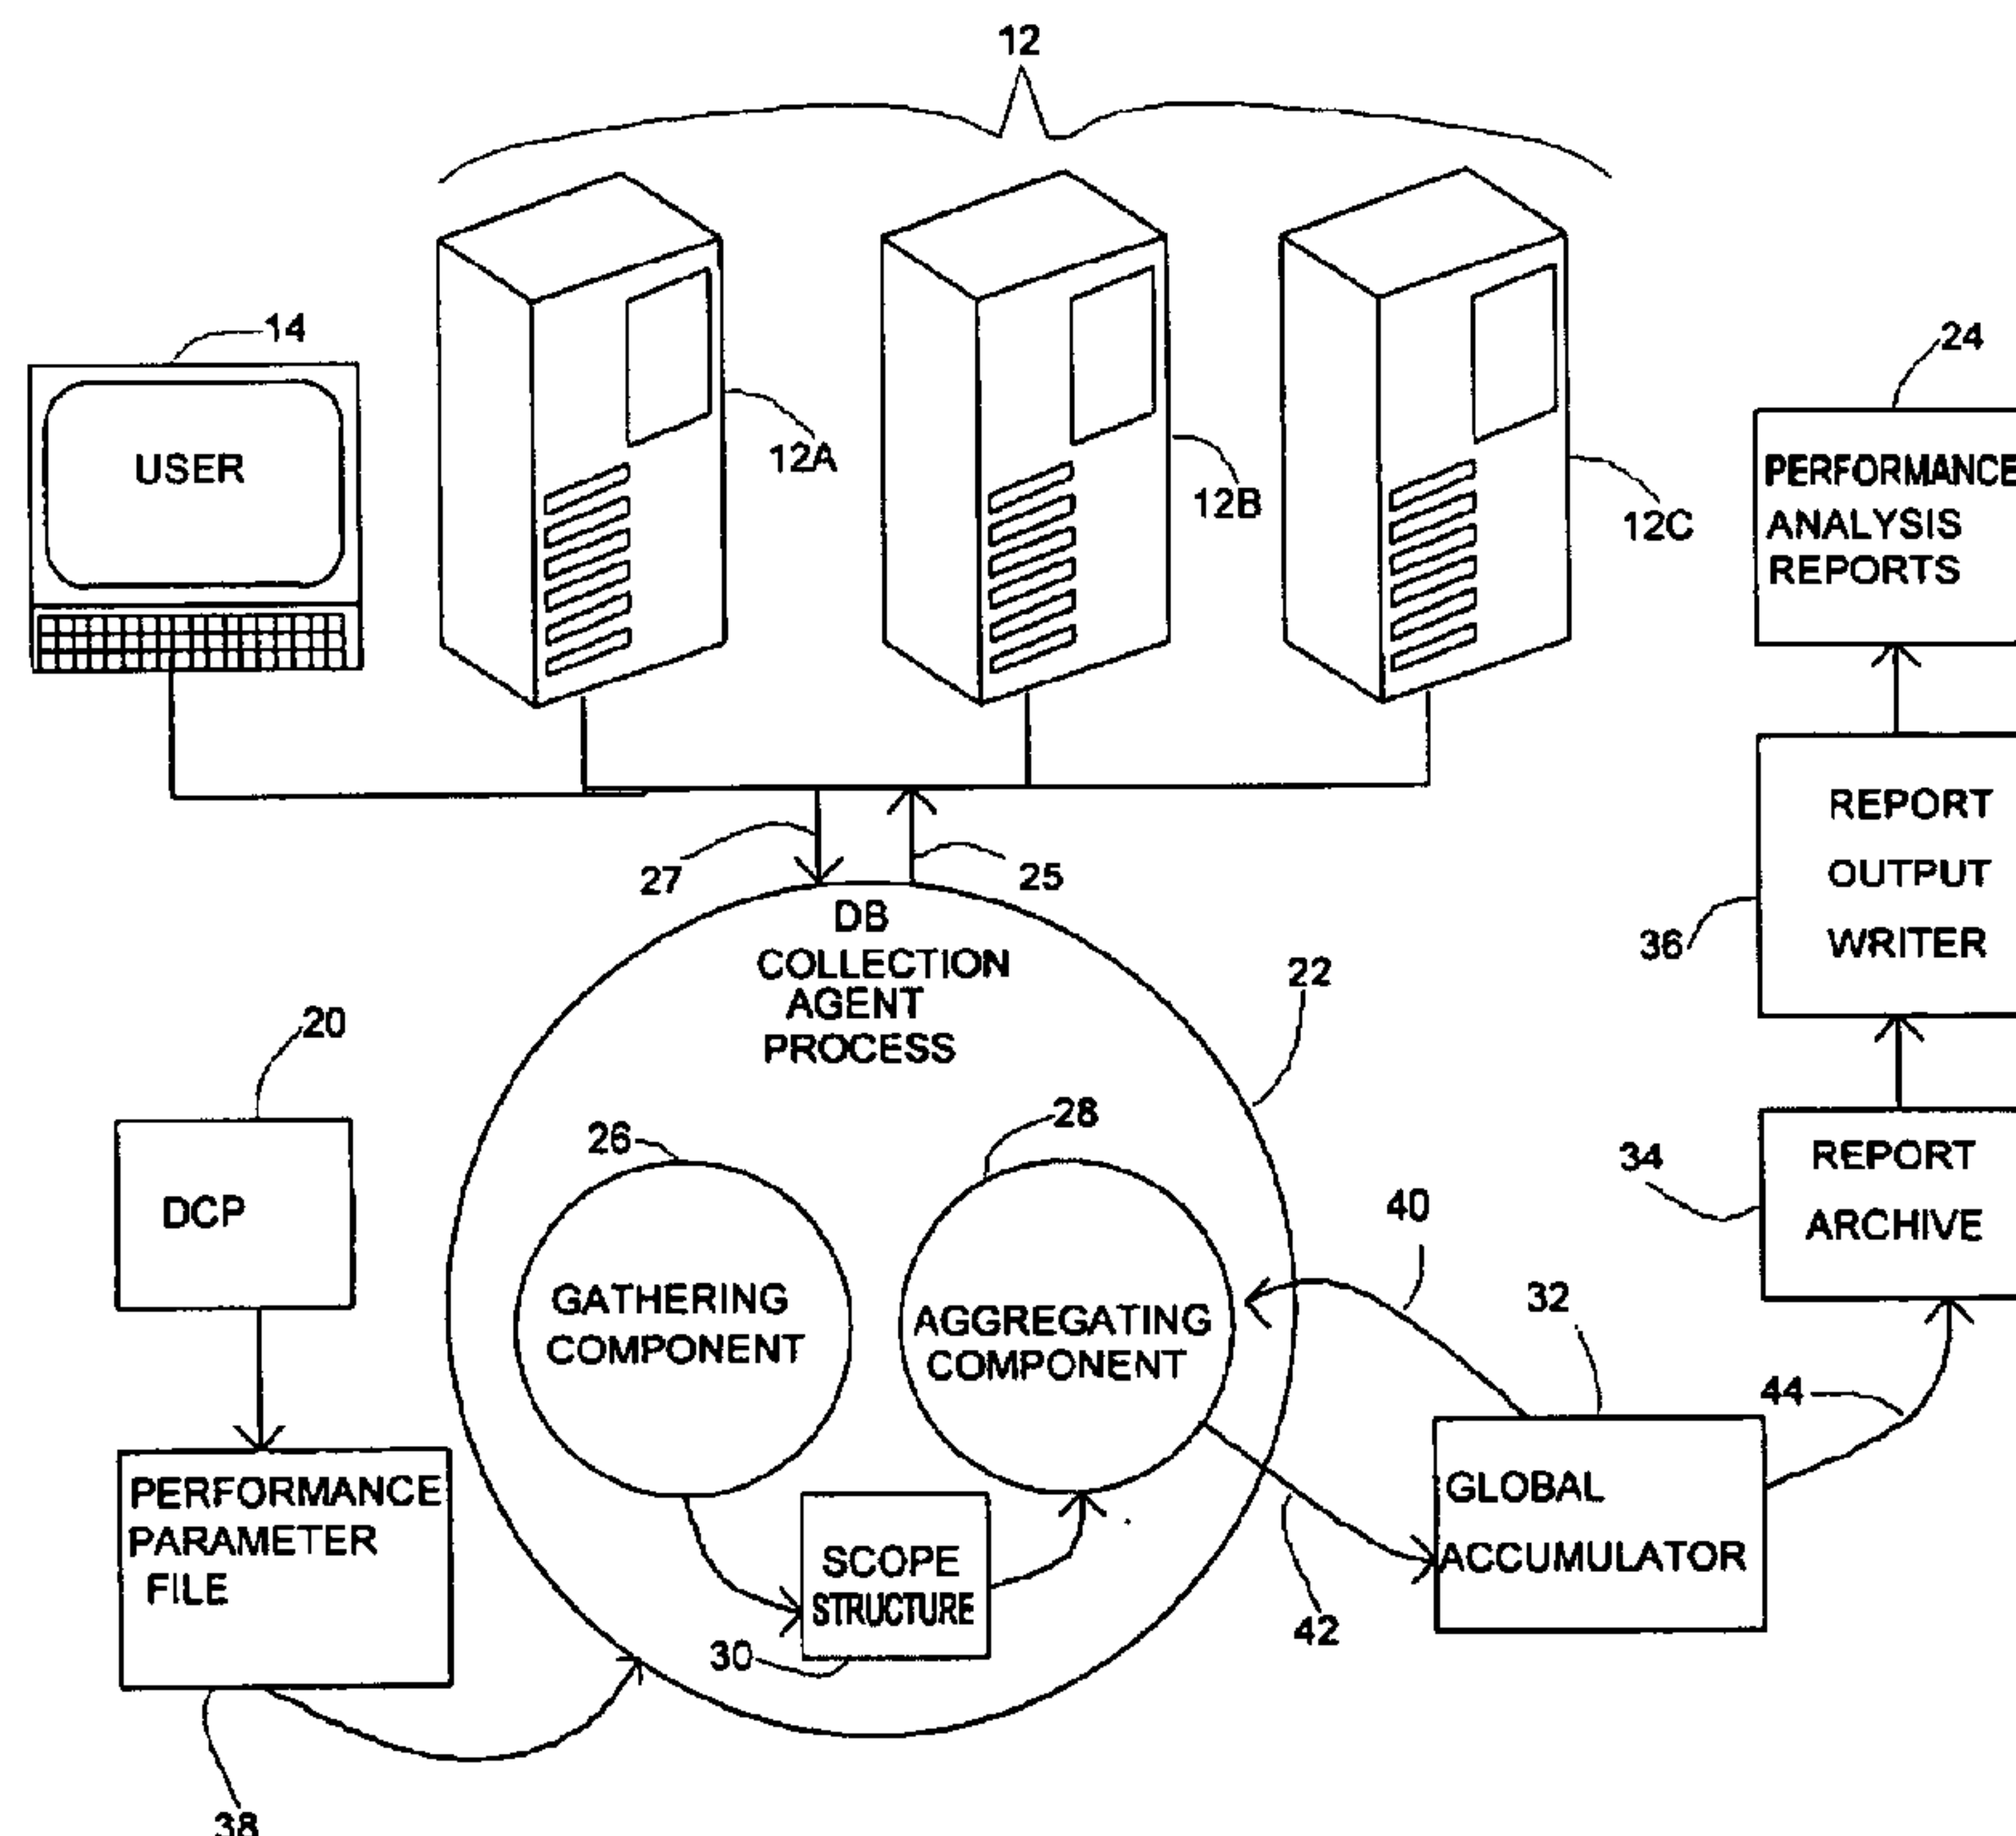 12
14
USER
12A
12B
12C
24
PERFORMANCE
ANALYSIS
REPORTS
27
25
REPORT
OUTPUT
WRITER
36
DB
COLLECTION
AGENT
PROCESS
22
20
DCP
26
28
GATHERING
COMPONENT
AGGREGATING
COMPONENT
40
32
34
REPORT
ARCHIVE
44
PERFORMANCE
PARAMETER
FILE
SCOPE
STRUCTURE
30
GLOBAL
ACCUMULATOR
42
38